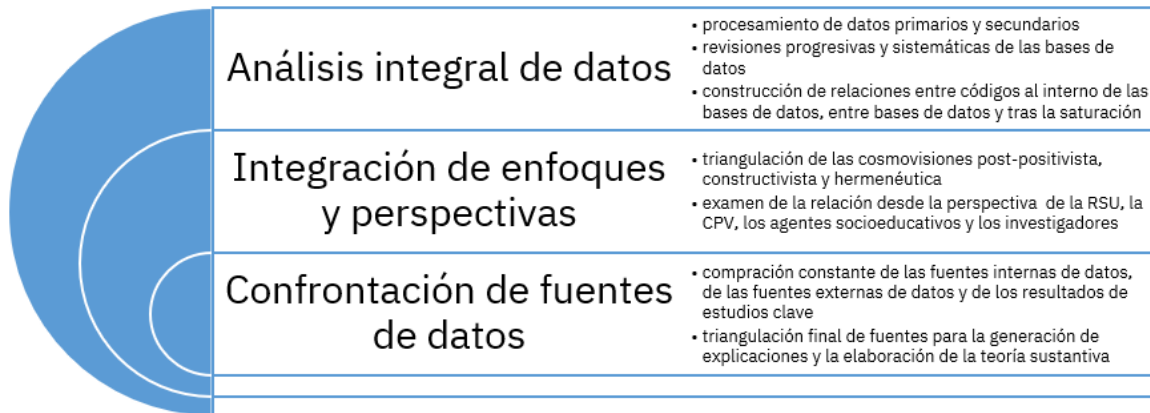 Análisis integral de datos
• procesamiento de datos primarios y secundarios
• revisiones progresivas y sistemáticas de las bases de
datos
• construcción de relaciones entre códigos al interno de las
bases de datos, entre bases de datos y tras la saturación
Integración de enfoques
y perspectivas
• triangulación de las cosmovisiones post-positivista,
constructivista y hermenéutica
• examen de la relación desde la perspectiva de la RSU, la
CPV, los agentes socioeducativos y los investigadores
Confrontación de fuentes
de datos
• compración constante de las fuentes internas de datos,
de las fuentes externas de datos y de los resultados de
estudios clave
• triangulación final de fuentes para la generación de
explicaciones y la elaboración de la teoría sustantiva